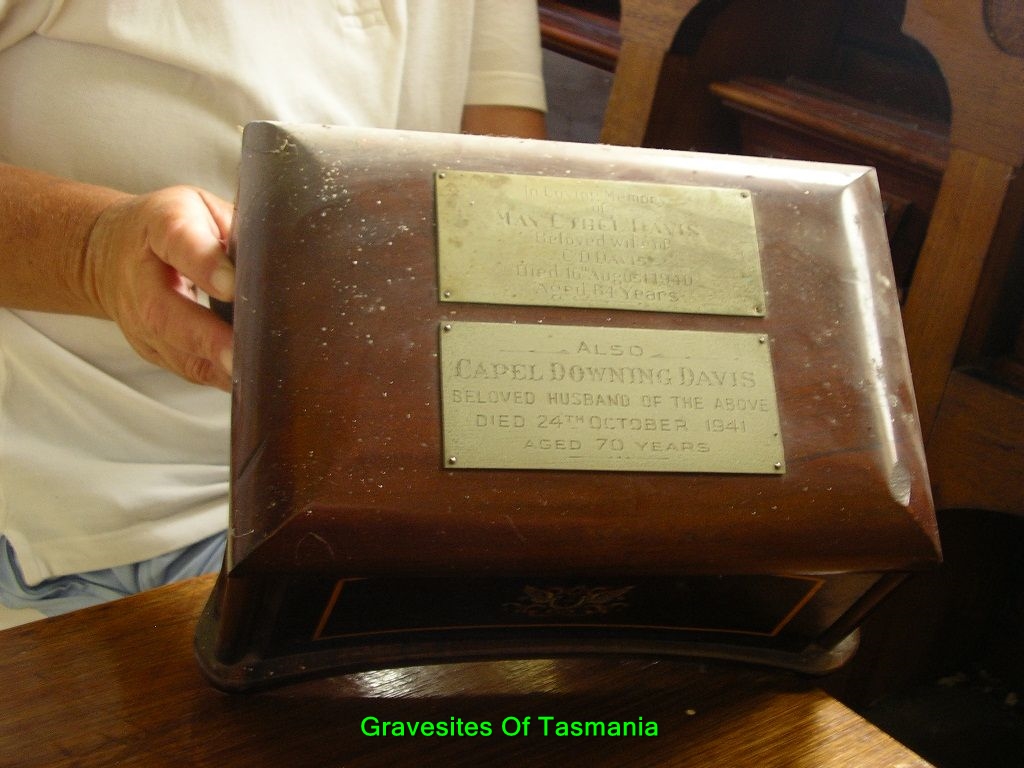 In Loving Memory
of
MAY ETHEL DAVIS
Beloved wife of
C D DAVIS
Died 16th August 1940
Aged 64 Years
ALSO
CAPEL DOWNING DAVIS
BELOVED HUSBAND OF THE ABOVE
DIED 24TH OCTOBER 1941
AGED 70 YEARS
Gravesites Of Tasmania